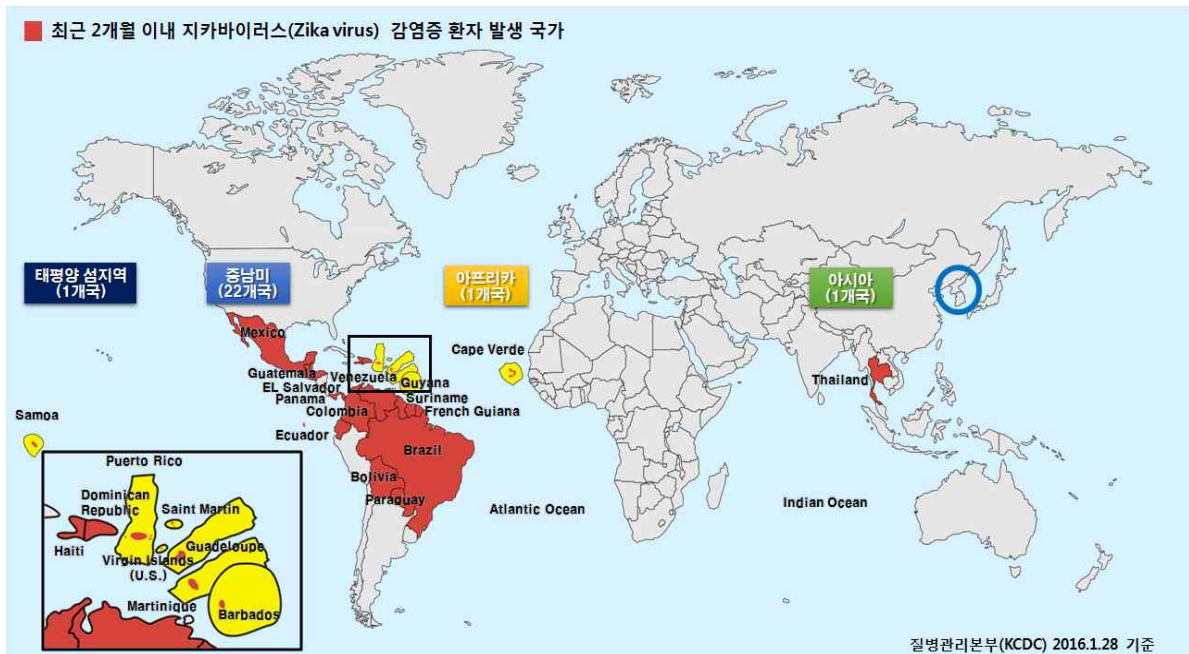 최근 2개월 이내 지카바이러스(Zika virus) 감염증 환자 발생 국가
태평양 섬지역
(1개국)
중남미
(22개국)
아프리카
(1개국)
아시아
(1개국)
Mexico
Guatemala
EL Salvador
Panama
Venezuela
Guyana
Suriname
Colombia
French Guiana
Ecuador
Brazil
Bolivia
Paraguay
Cape Verde
Thailand
Samoa
Atlantic Ocean
Indian Ocean
Puerto Rico
Dominican
Republic
Saint Martin
Haiti
Guadeloupe
Virgin Islands
(U.S.)
Martinique
Barbados
질병관리본부(KCDC) 2016.1.28 기준